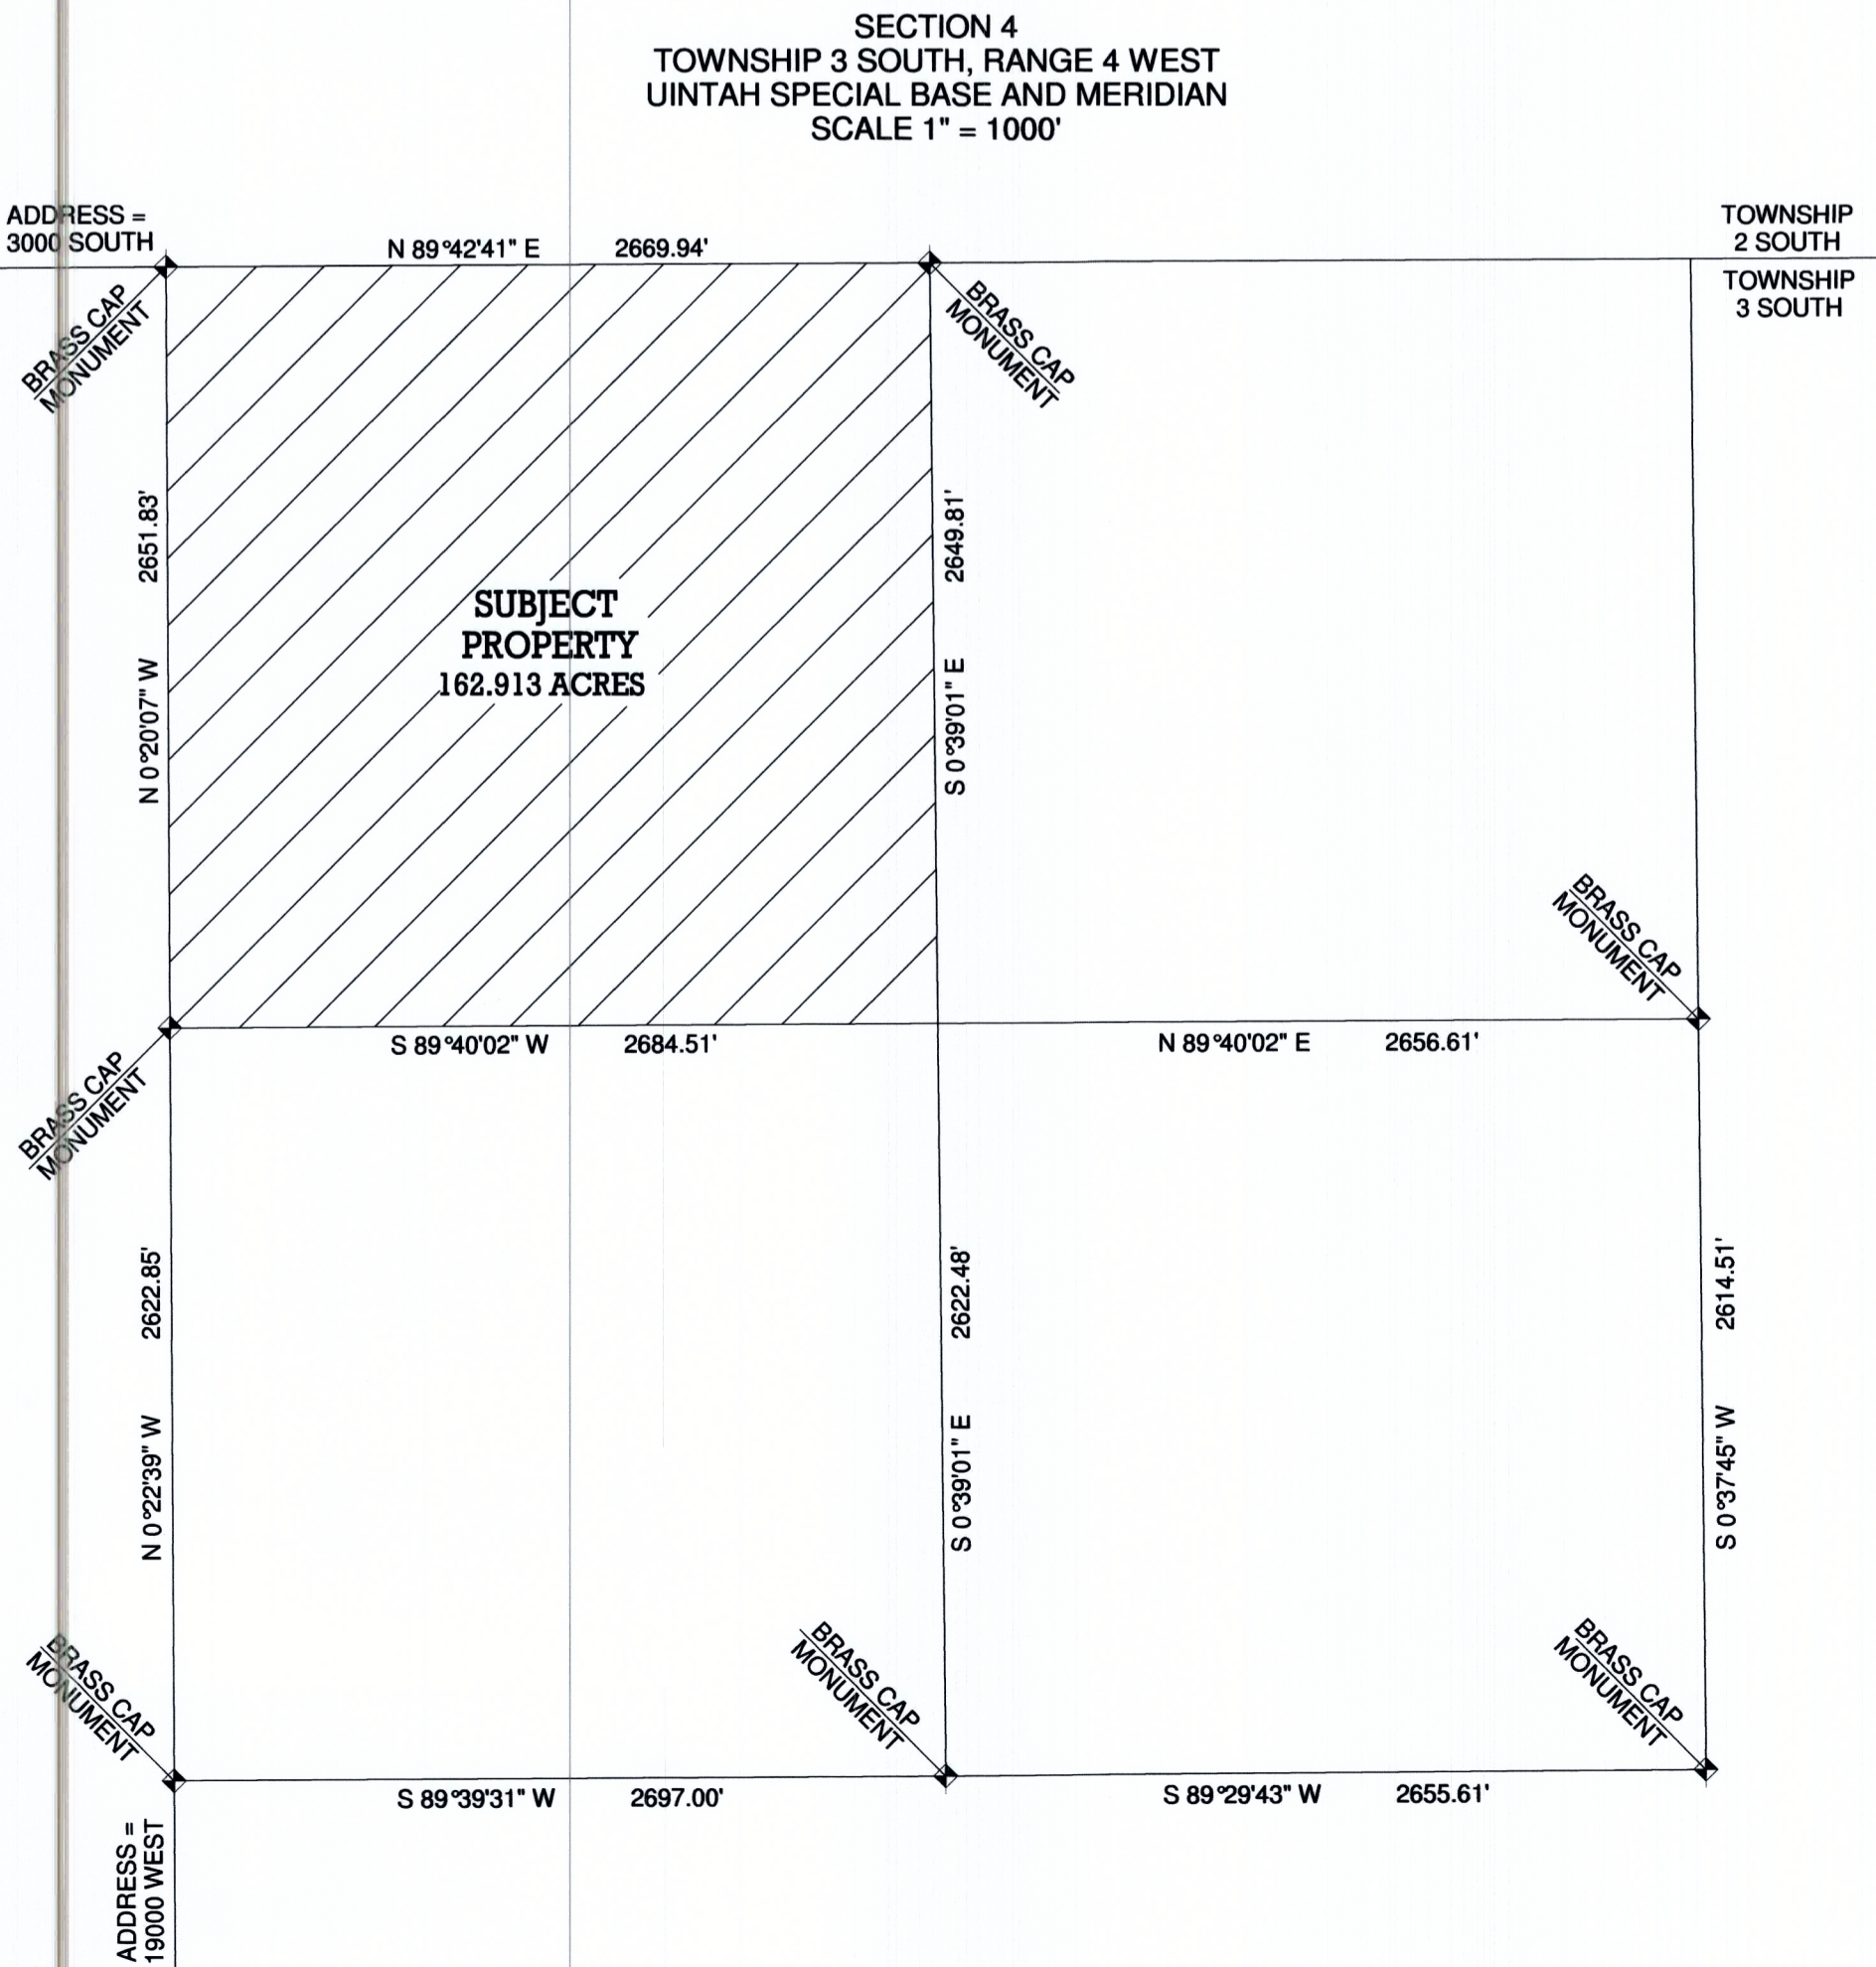 SECTION 4
TOWNSHIP 3 SOUTH, RANGE 4 WEST
UINTAH SPECIAL BASE AND MERIDIAN
SCALE 1" = 1000'
ADDRESS =
3000 SOUTH
N 89°42'41" E 2669.94'
TOWNSHIP
2 SOUTH
TOWNSHIP
3 SOUTH
BRASS CAP
MONUMENT
BRASS CAP
MONUMENT
N 0°20'07" W 2651.83'
SUBJECT
PROPERTY
162.913 ACRES
S 0°39'01" E 2649.81'
BRASS CAP
MONUMENT
S 89°40'02" W 2684.51'
N 89°40'02" E 2656.61'
BRASS CAP
MONUMENT
N 0°22'39" W 2622.85'
S 0°39'01" E 2622.48'
S 0°37'45" W 2614.51'
BRASS CAP
MONUMENT
BRASS CAP
MONUMENT
BRASS CAP
MONUMENT
S 89°39'31" W 2697.00'
S 89°29'43" W 2655.61'
ADDRESS =
19000 WEST